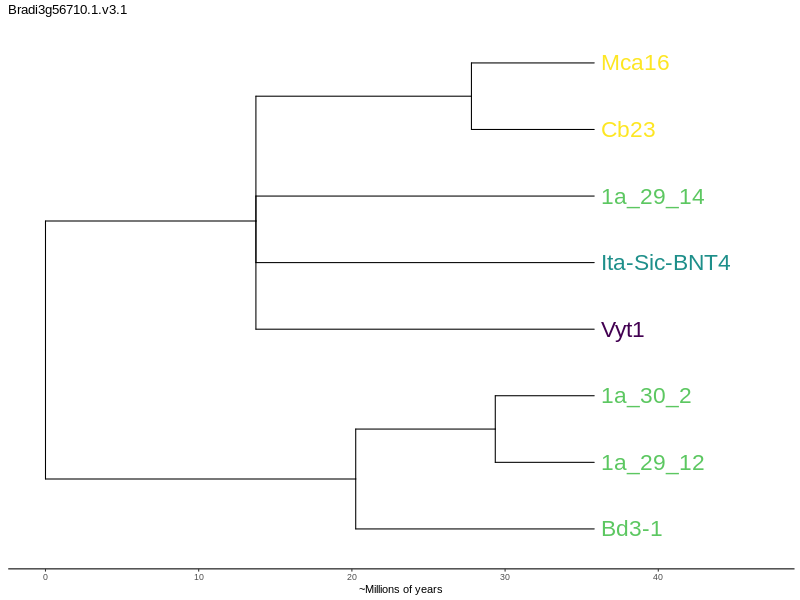 Bradi3g56710.1.v3.1
Mca16
Cb23
1a_29_14
Ita-Sic-BNT4
Vyt1
1a_30_2
1a_29_12
Bd3-1
0 10 20 30 40
~Millions of years